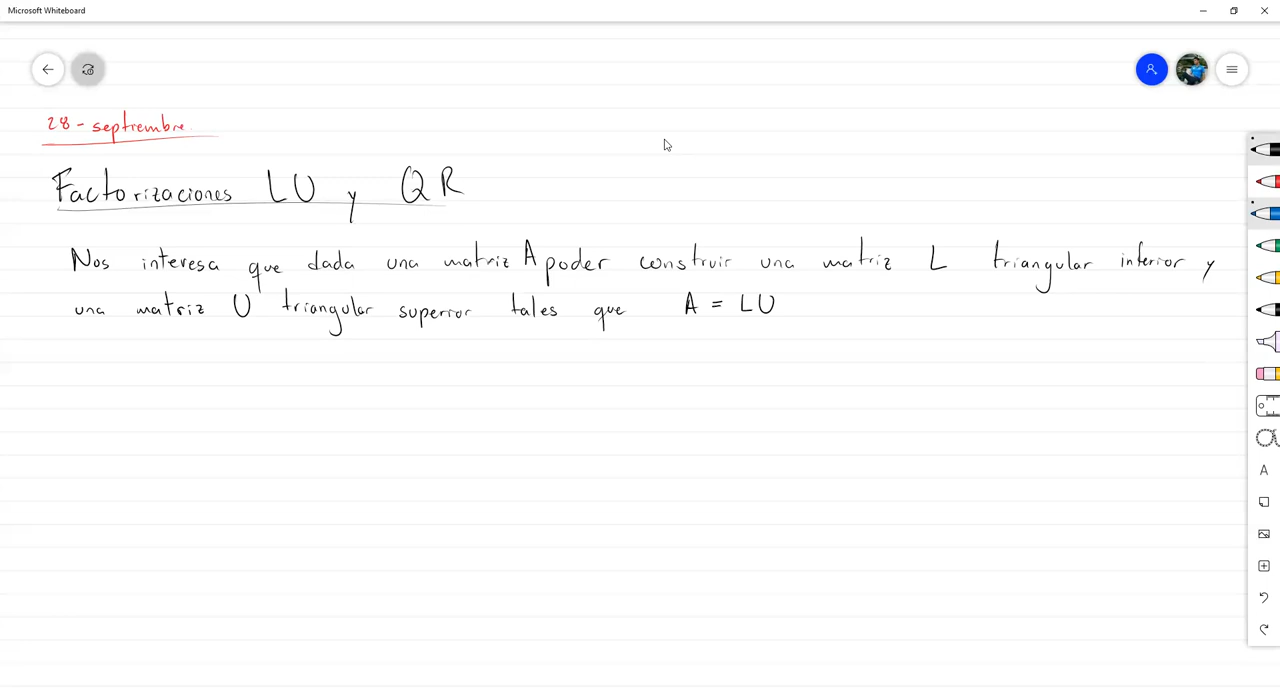 Microsoft Whiteboard
28 - septiembre.
Factorizaciones LU y QR
Nos interesa que dada una matriz A poder construir una matriz L triangular inferior y
una matriz U triangular superior tales que A = LU
A